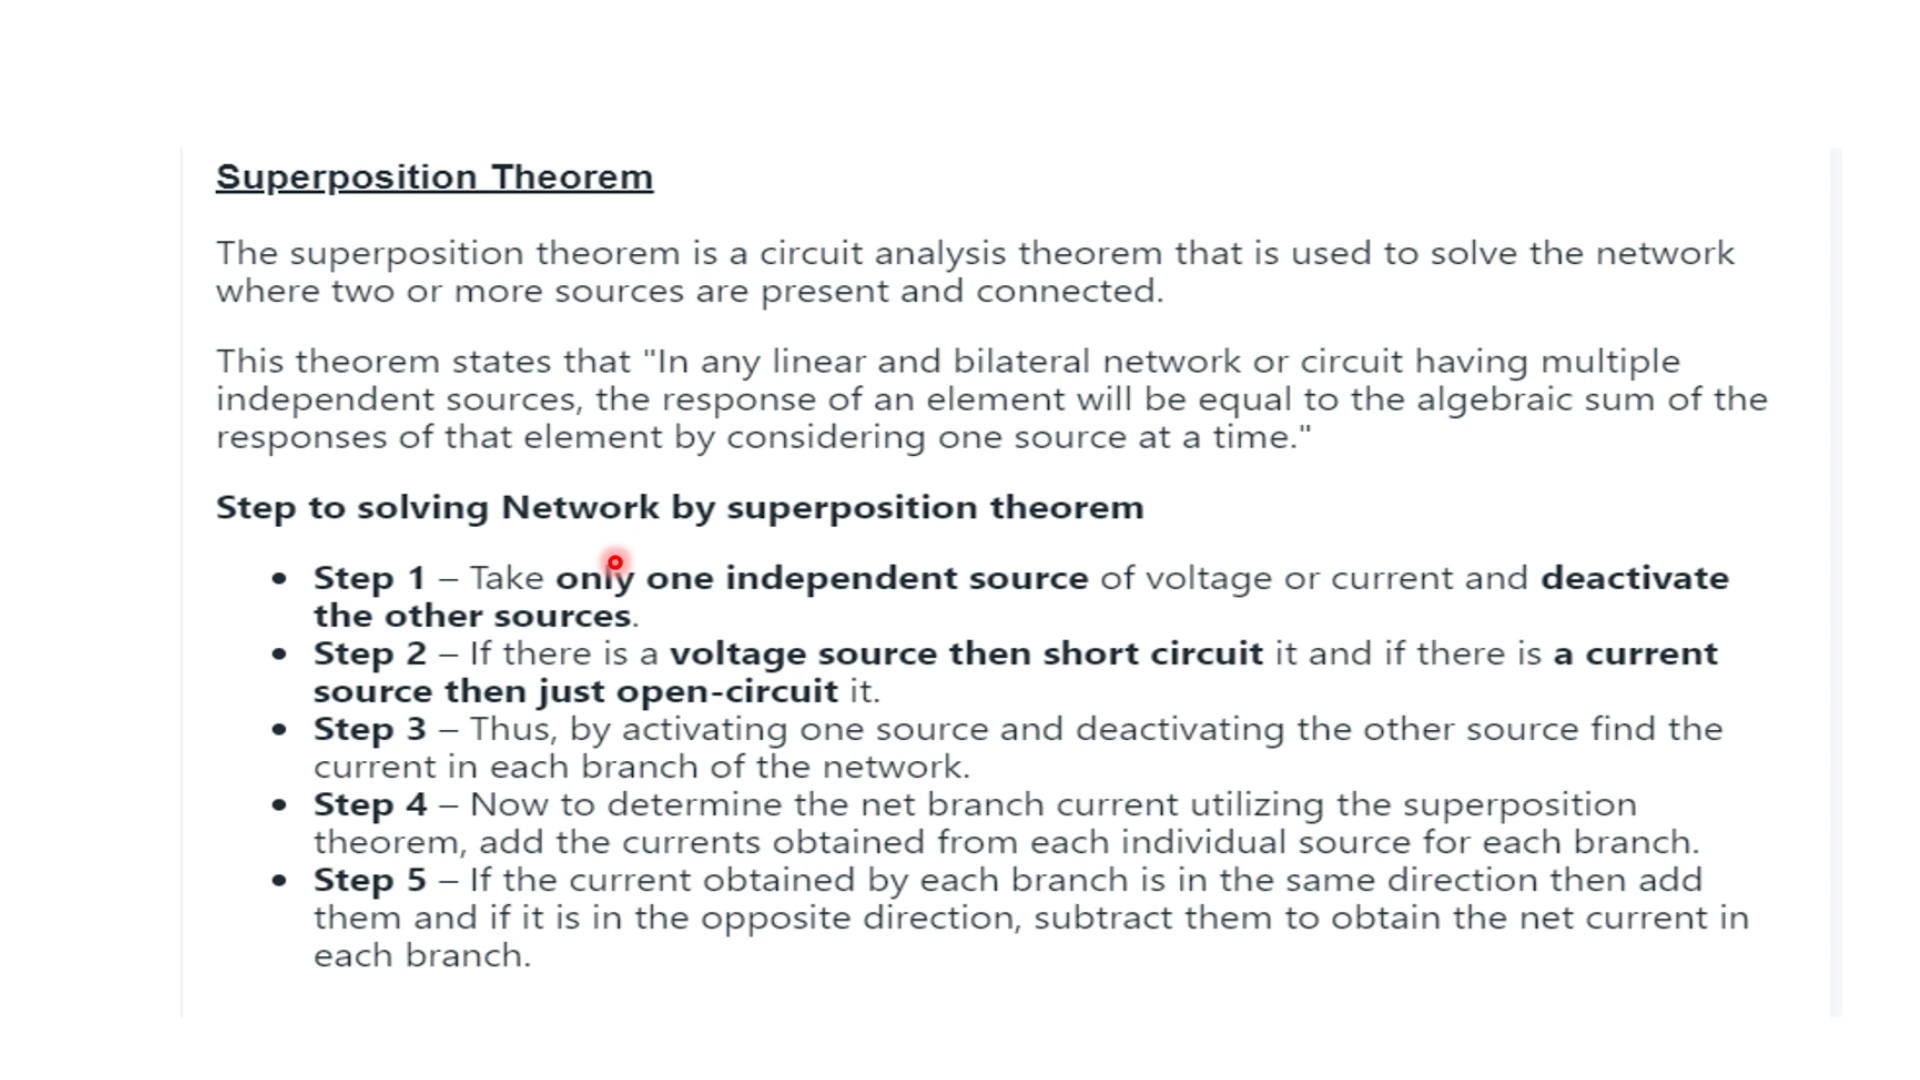 Superposition Theorem
The superposition theorem is a circuit analysis theorem that is used to solve the network
where two or more sources are present and connected.
This theorem states that "In any linear and bilateral network or circuit having multiple
independent sources, the response of an element will be equal to the algebraic sum of the
responses of that element by considering one source at a time."
Step to solving Network by superposition theorem
• Step 1 – Take only one independent source of voltage or current and deactivate
the other sources.
• Step 2 – If there is a voltage source then short circuit it and if there is a current
source then just open-circuit it.
• Step 3 – Thus, by activating one source and deactivating the other source find the
current in each branch of the network.
• Step 4 – Now to determine the net branch current utilizing the superposition
theorem, add the currents obtained from each individual source for each branch.
• Step 5 – If the current obtained by each branch is in the same direction then add
them and if it is in the opposite direction, subtract them to obtain the net current in
each branch.